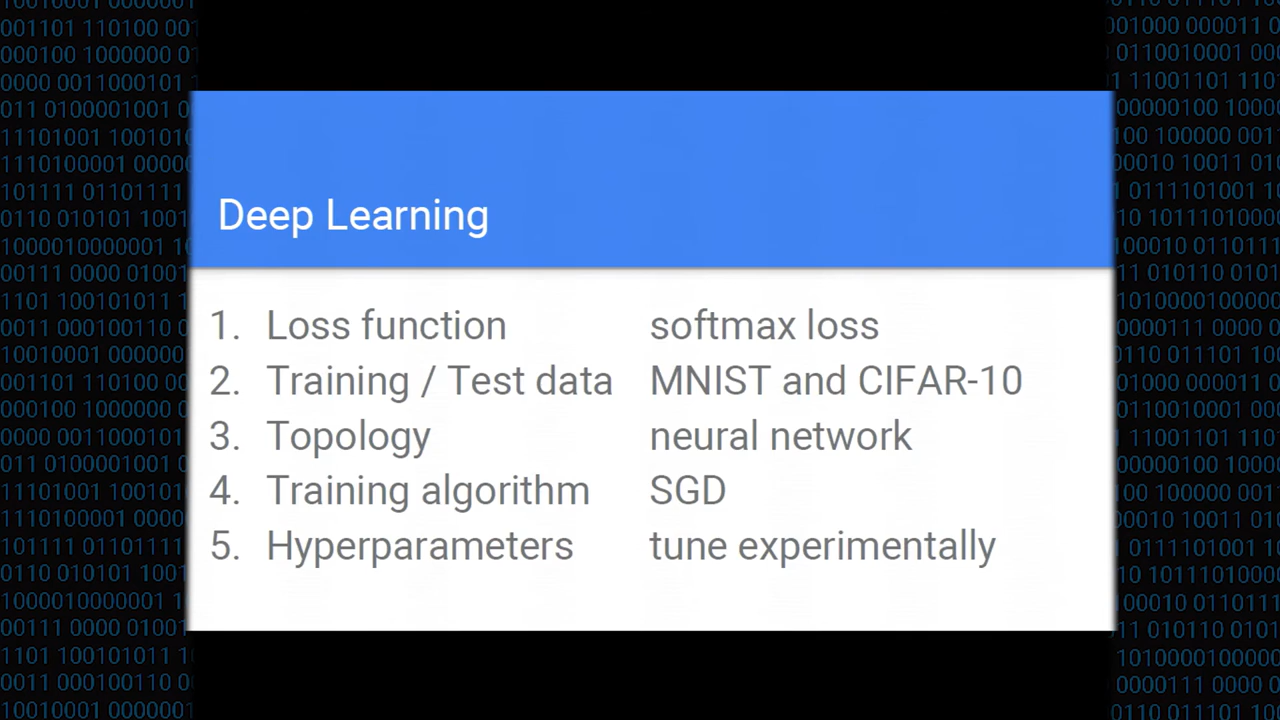 Deep Learning
1. Loss function softmax loss
2. Training / Test data MNIST and CIFAR-10
3. Topology neural network
4. Training algorithm SGD
5. Hyperparameters tune experimentally